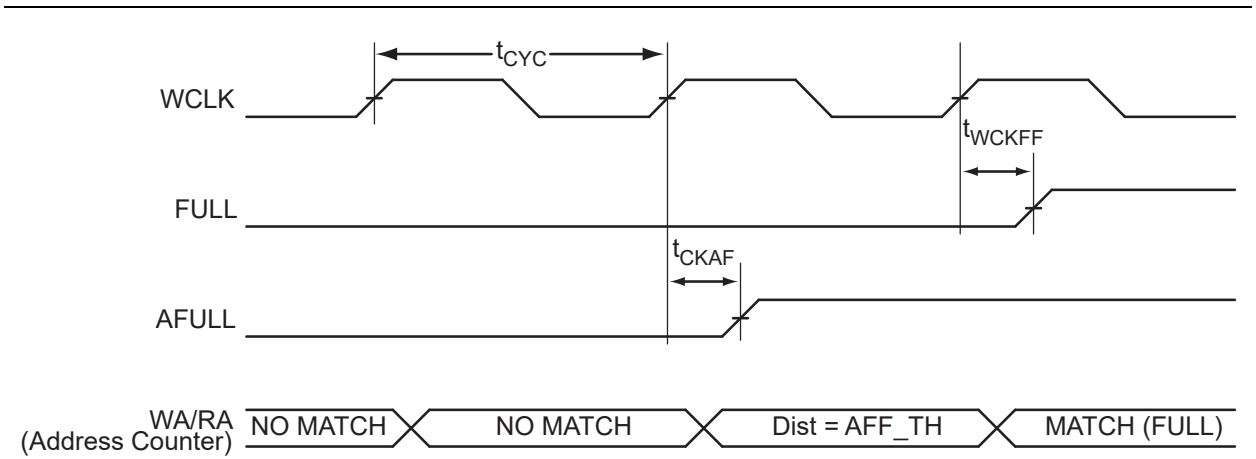 tCYC
WCLK
tWCKFF
FULL
tCKAF
AFULL
WA/RA
(Address Counter)
NO MATCH
NO MATCH
Dist = AFF_TH
MATCH (FULL)